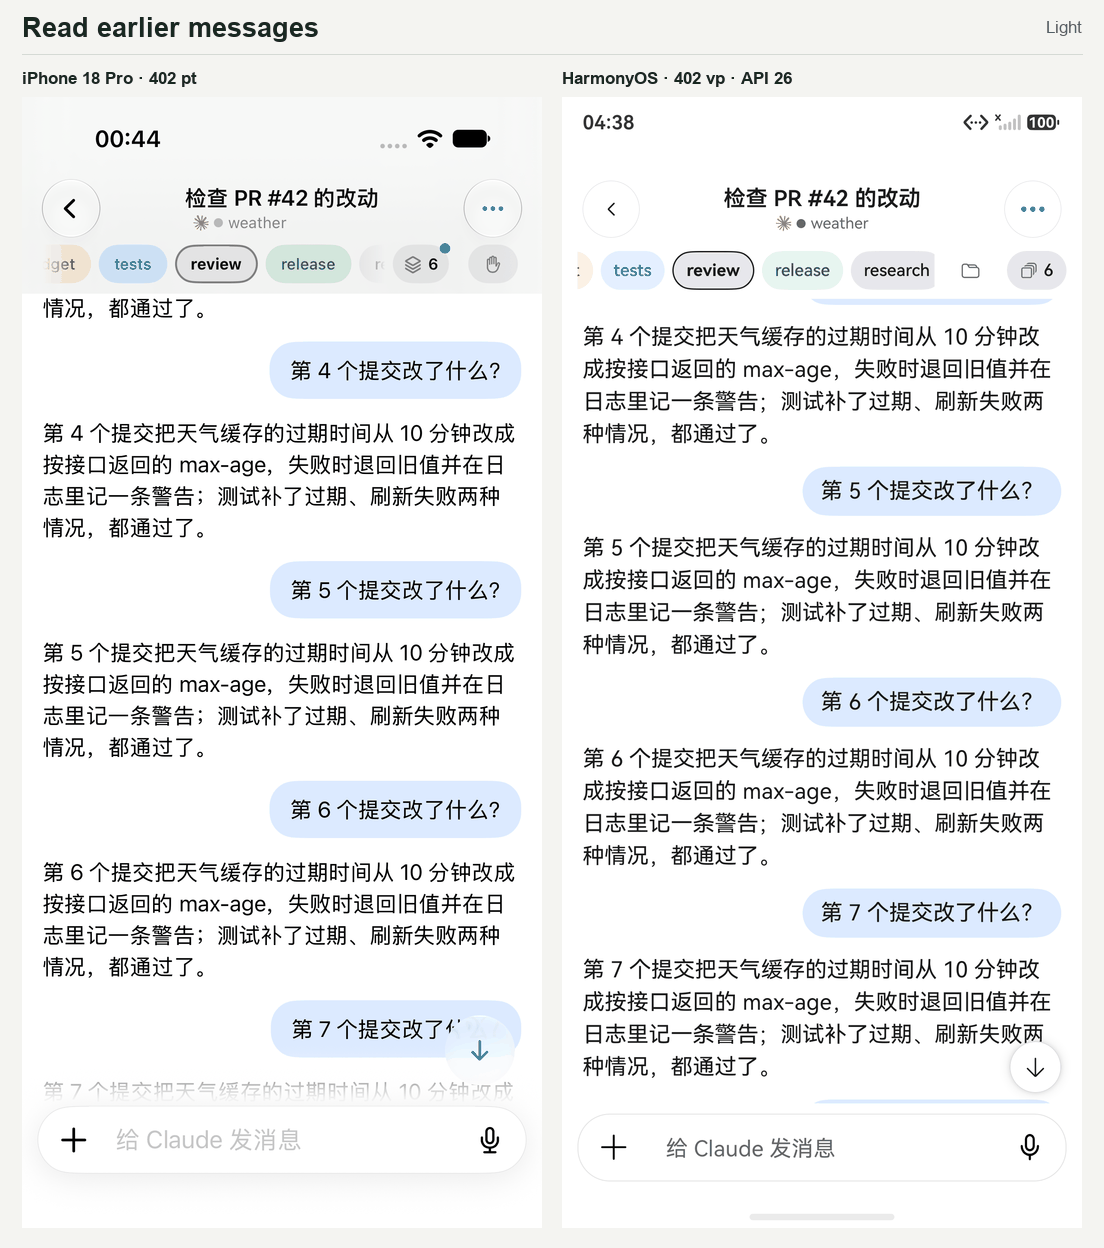 Read earlier messages
Light
iPhone 18 Pro · 402 pt
00:44
检查 PR #42 的改动
weather
tests
review
release
6
情况，都通过了。
第 4 个提交改了什么？
第 4 个提交把天气缓存的过期时间从 10 分钟改成
按接口返回的 max-age，失败时退回旧值并在日
志里记一条警告；测试补了过期、刷新失败两种
情况，都通过了。
第 5 个提交改了什么？
第 5 个提交把天气缓存的过期时间从 10 分钟改成
按接口返回的 max-age，失败时退回旧值并在日
志里记一条警告；测试补了过期、刷新失败两种
情况，都通过了。
第 6 个提交改了什么？
第 6 个提交把天气缓存的过期时间从 10 分钟改成
按接口返回的 max-age，失败时退回旧值并在日
志里记一条警告；测试补了过期、刷新失败两种
情况，都通过了。
第 7 个提交改了
第 7 个提交把天气缓存的过期时间从 10 分钟改成
给 Claude 发消息
HarmonyOS · 402 vp · API 26
04:38
100
检查 PR #42 的改动
weather
tests
review
release
research
6
第 4 个提交把天气缓存的过期时间从 10 分钟改
成按接口返回的 max-age，失败时退回旧值并在
日志里记一条警告；测试补了过期、刷新失败两
种情况，都通过了。
第 5 个提交改了什么？
第 5 个提交把天气缓存的过期时间从 10 分钟改
成按接口返回的 max-age，失败时退回旧值并在
日志里记一条警告；测试补了过期、刷新失败两
种情况，都通过了。
第 6 个提交改了什么？
第 6 个提交把天气缓存的过期时间从 10 分钟改
成按接口返回的 max-age，失败时退回旧值并在
日志里记一条警告；测试补了过期、刷新失败两
种情况，都通过了。
第 7 个提交改了什么？
第 7 个提交把天气缓存的过期时间从 10 分钟改
成按接口返回的 max-age，失败时退回旧值并在
日志里记一条警告；测试补了过期、刷新失败两
种情况，都通过了。
给 Claude 发消息